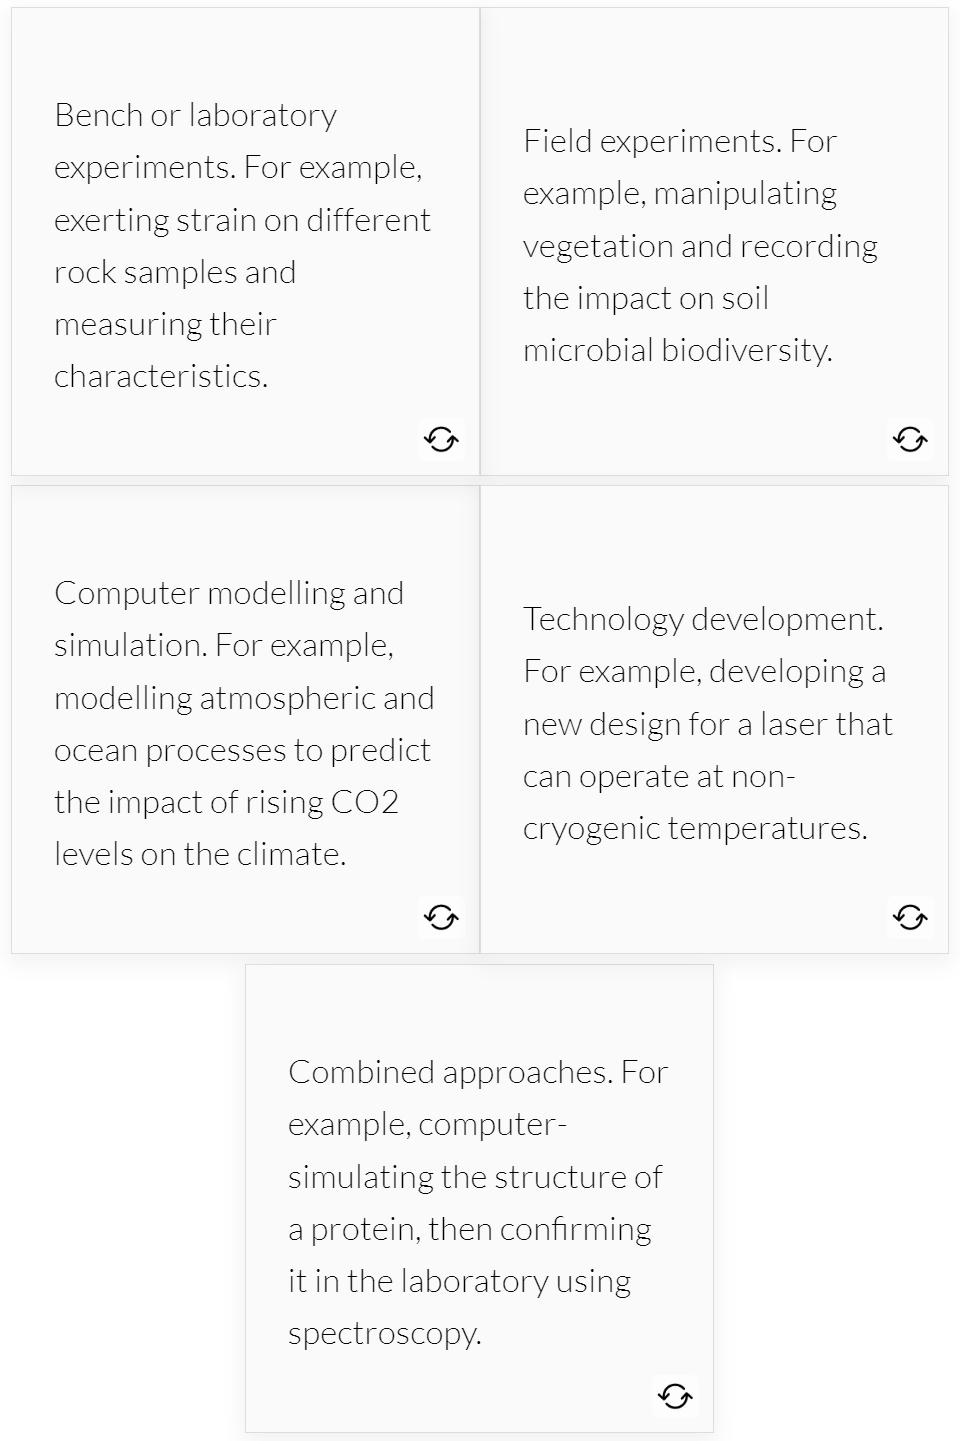 Bench or laboratory
experiments. For example,
exerting strain on different
rock samples and
measuring their
characteristics.
Field experiments. For
example, manipulating
vegetation and recording
the impact on soil
microbial biodiversity.
Computer modelling and
simulation. For example,
modelling atmospheric and
ocean processes to predict
the impact of rising CO2
levels on the climate.
Technology development.
For example, developing a
new design for a laser that
can operate at non-
cryogenic temperatures.
Combined approaches. For
example, computer-
simulating the structure of
a protein, then confirming
it in the laboratory using
spectroscopy.